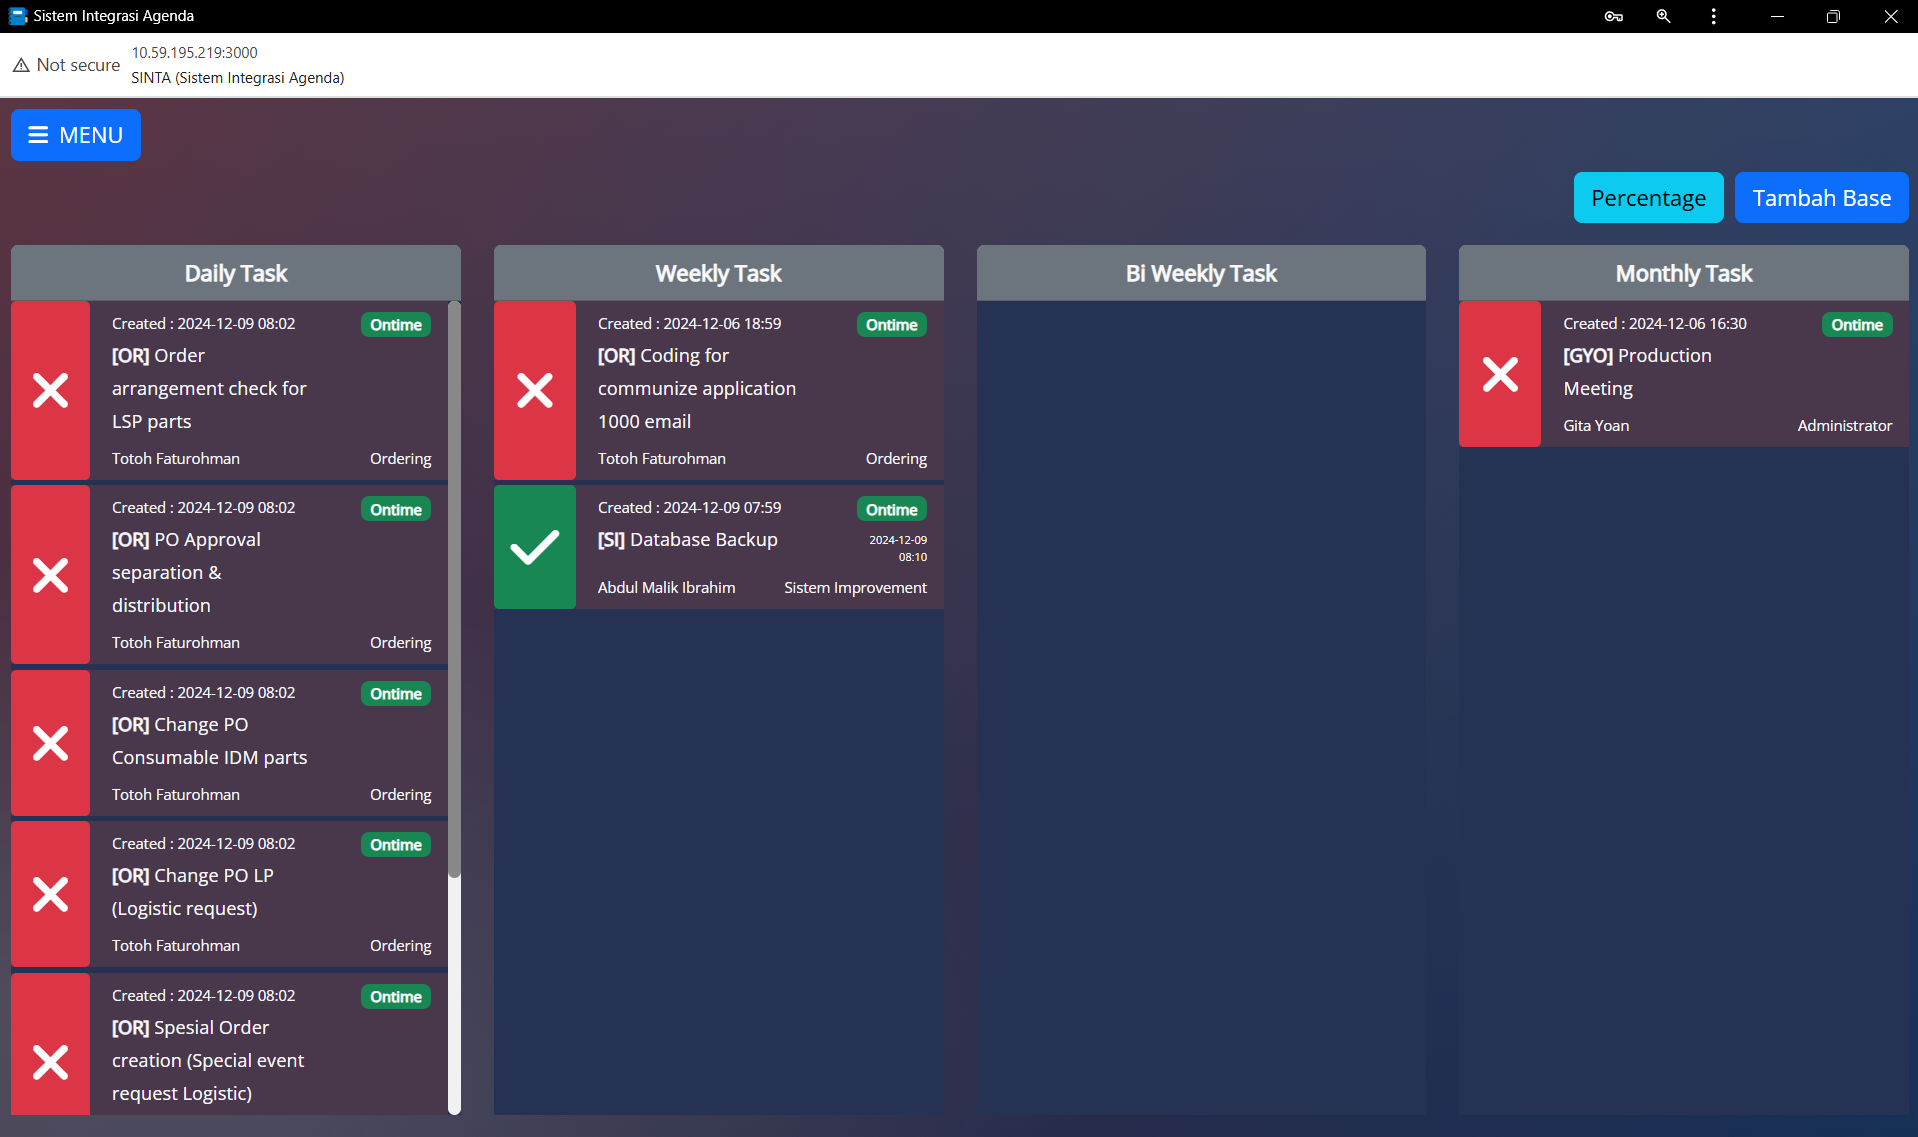 Sistem Integrasi Agenda
Not secure
10.59.195.219:3000
SINTA (Sistem Integrasi Agenda)
MENU
Percentage
Tambah Base
Daily Task
Created : 2024-12-09 08:02
Ontime
[OR] Order
arrangement check for
LSP parts
Totoh Faturohman
Ordering
Created : 2024-12-09 08:02
Ontime
[OR] PO Approval
separation &
distribution
Totoh Faturohman
Ordering
Created : 2024-12-09 08:02
Ontime
[OR] Change PO
Consumable IDM parts
Totoh Faturohman
Ordering
Created : 2024-12-09 08:02
Ontime
[OR] Change PO LP
(Logistic request)
Totoh Faturohman
Ordering
Created : 2024-12-09 08:02
Ontime
[OR] Spesial Order
creation (Special event
request Logistic)
Weekly Task
Created : 2024-12-06 18:59
Ontime
[OR] Coding for
communize application
1000 email
Totoh Faturohman
Ordering
Created : 2024-12-09 07:59
Ontime
[SI] Database Backup
2024-12-09
08:10
Abdul Malik Ibrahim
Sistem Improvement
Bi Weekly Task
Monthly Task
Created : 2024-12-06 16:30
Ontime
[GYO] Production
Meeting
Gita Yoan
Administrator